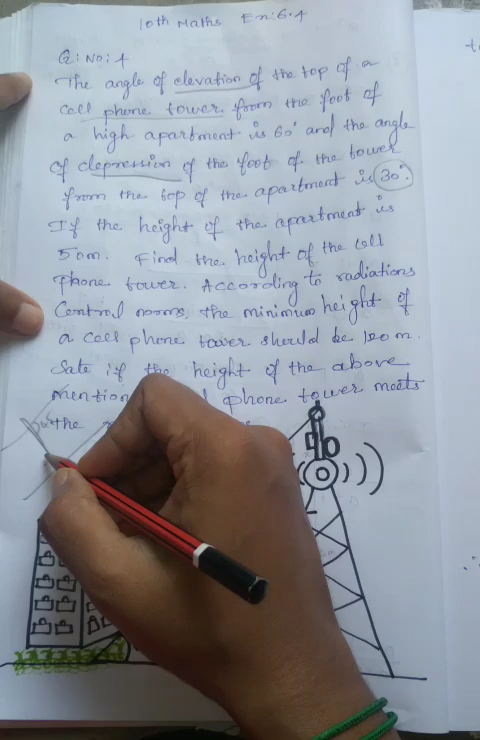 10th Maths Ex: 6.4
Q: No: 4
The angle of elevation of the top of a
cell phone tower from the foot of
a high apartment is 60° and the angle
of depression of the foot of the tower
from the top of the apartment is 30°.
If the height of the apartment is
50m. Find the height of the cell
phone tower. According to radiations
Control norms, the minimum height of
a cell phone tower should be 120 m.
Sate if the height of the above
mention phone tower meets
the